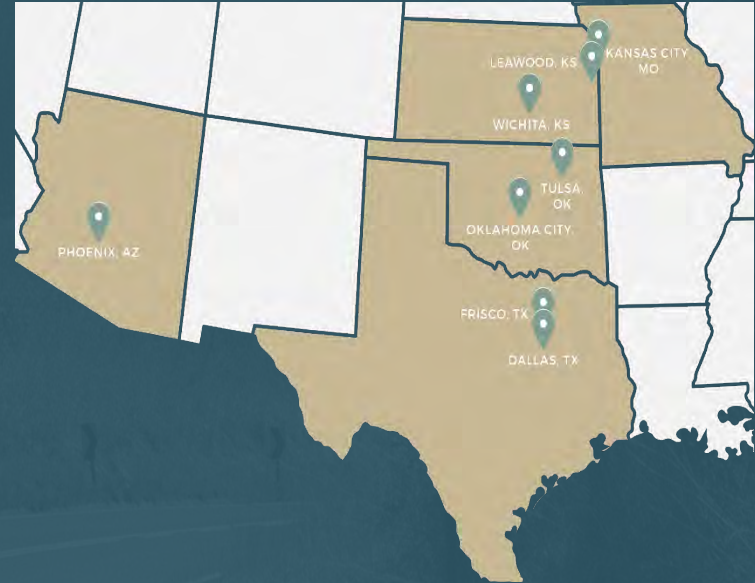 LEAWOOD, KS
KANSAS CITY
MO
WICHITA, KS
TULSA
OK
OKLAHOMA CITY,
OK
PHOENIX, AZ
FRISCO, TX
DALLAS, TX